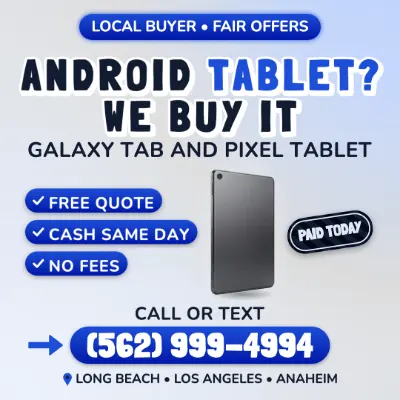 LOCAL BUYER • FAIR OFFERS
ANDROID TABLET?
WE BUY IT
GALAXY TAB AND PIXEL TABLET
FREE QUOTE
CASH SAME DAY
NO FEES
PAID TODAY
CALL OR TEXT
(562) 999-4994
LONG BEACH • LOS ANGELES • ANAHEIM